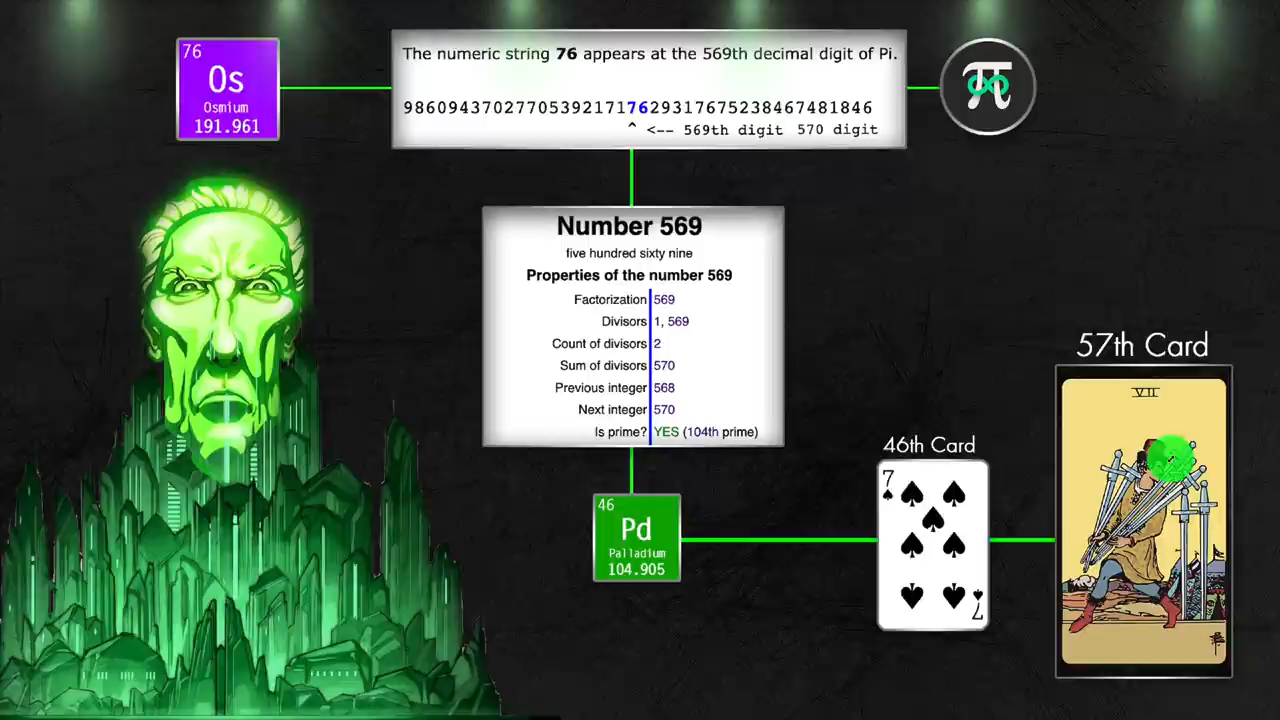 76
Os
Osmium
191.961
The numeric string 76 appears at the 569th decimal digit of Pi.
98609437027705392171762931767523846748184​6
^ <-- 569th digit 570 digit
π
Number 569
five hundred sixty nine
Properties of the number 569
Factorization 569
Divisors 1, 569
Count of divisors 2
Sum of divisors 570
Previous integer 568
Next integer 570
Is prime? YES (104th prime)
46
Pd
Palladium
104.905
46th Card
7
7
57th Card
VII